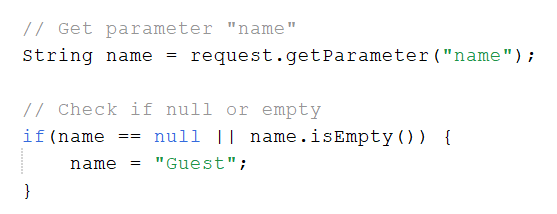 // Get parameter "name"
String name = request.getParameter("name");
// Check if null or empty
if(name == null || name.isEmpty()) {
name = "Guest";
}